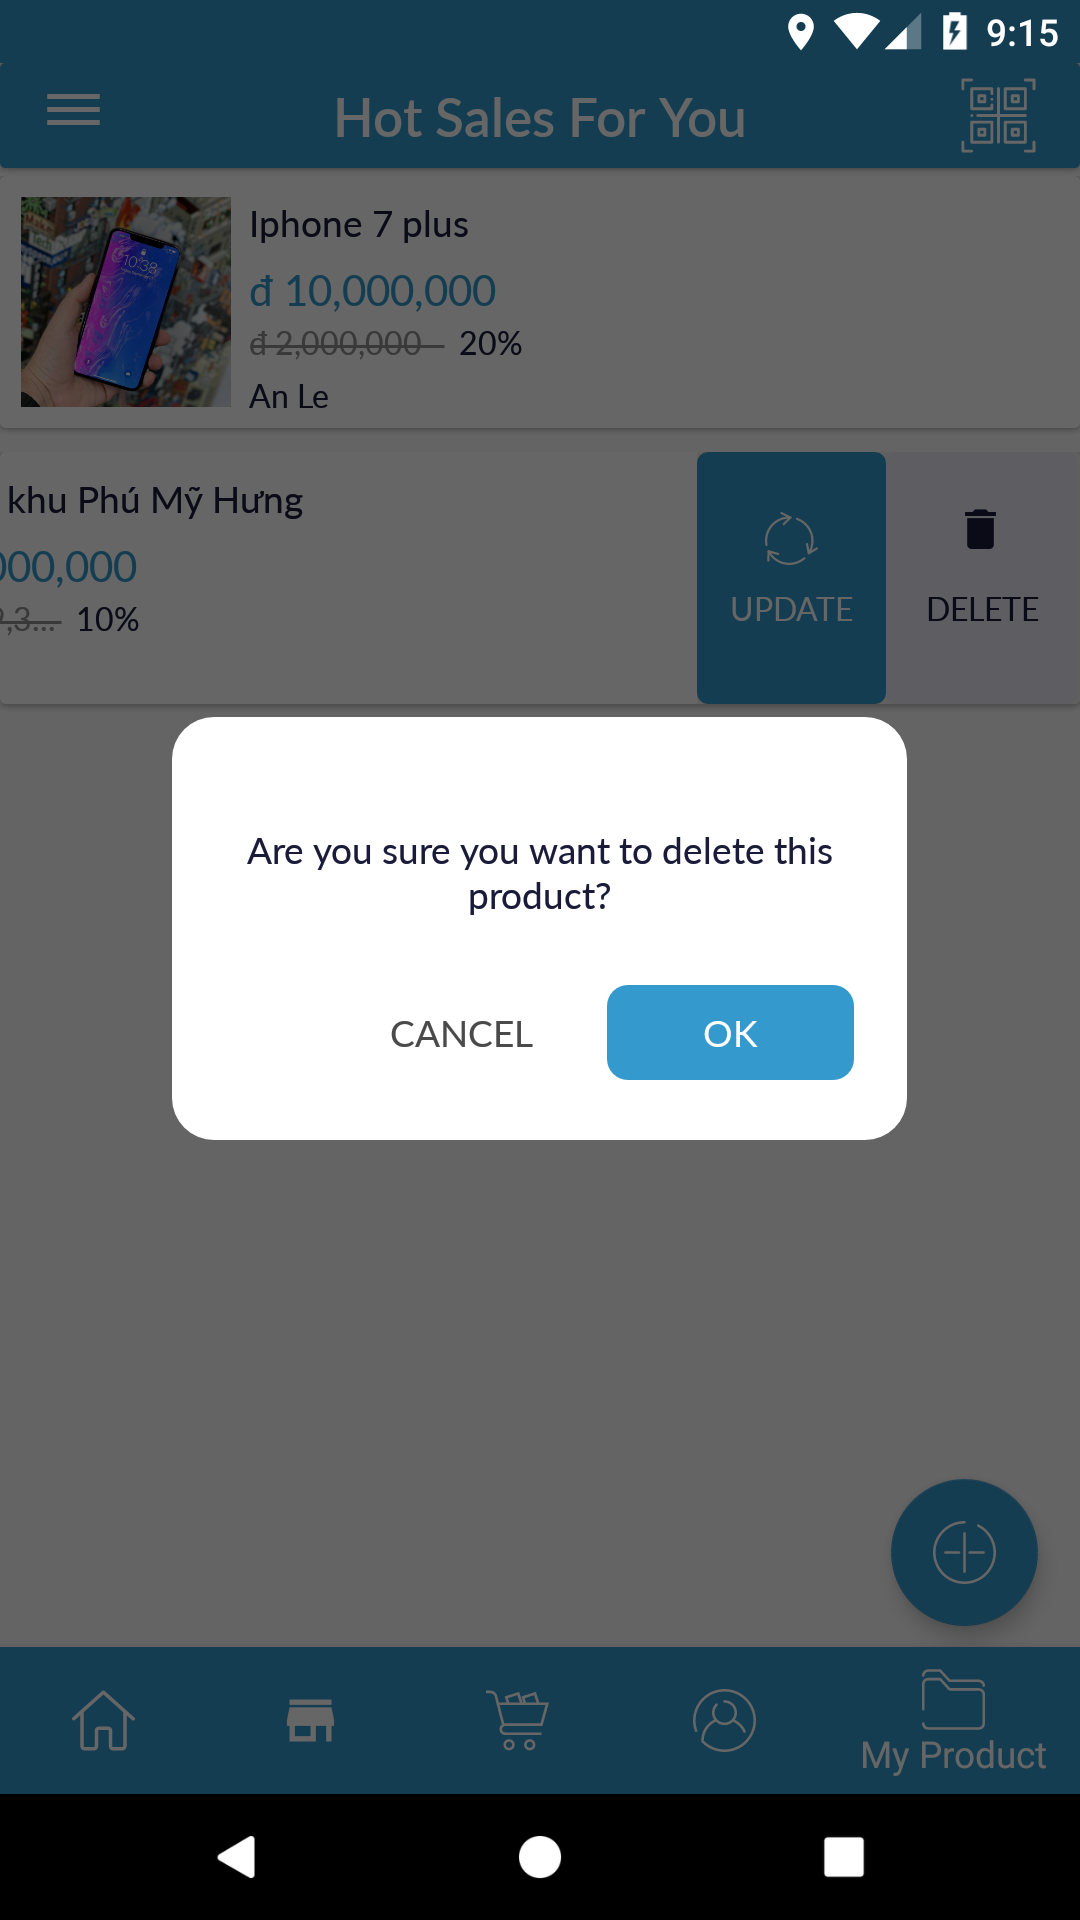 9:15
Hot Sales For You
Iphone 7 plus
đ 10,000,000
đ 2,000,000 20%
An Le
khu Phú Mỹ Hưng
000,000
,3... 10%
UPDATE
DELETE
Are you sure you want to delete this
product?
CANCEL
OK
My Product